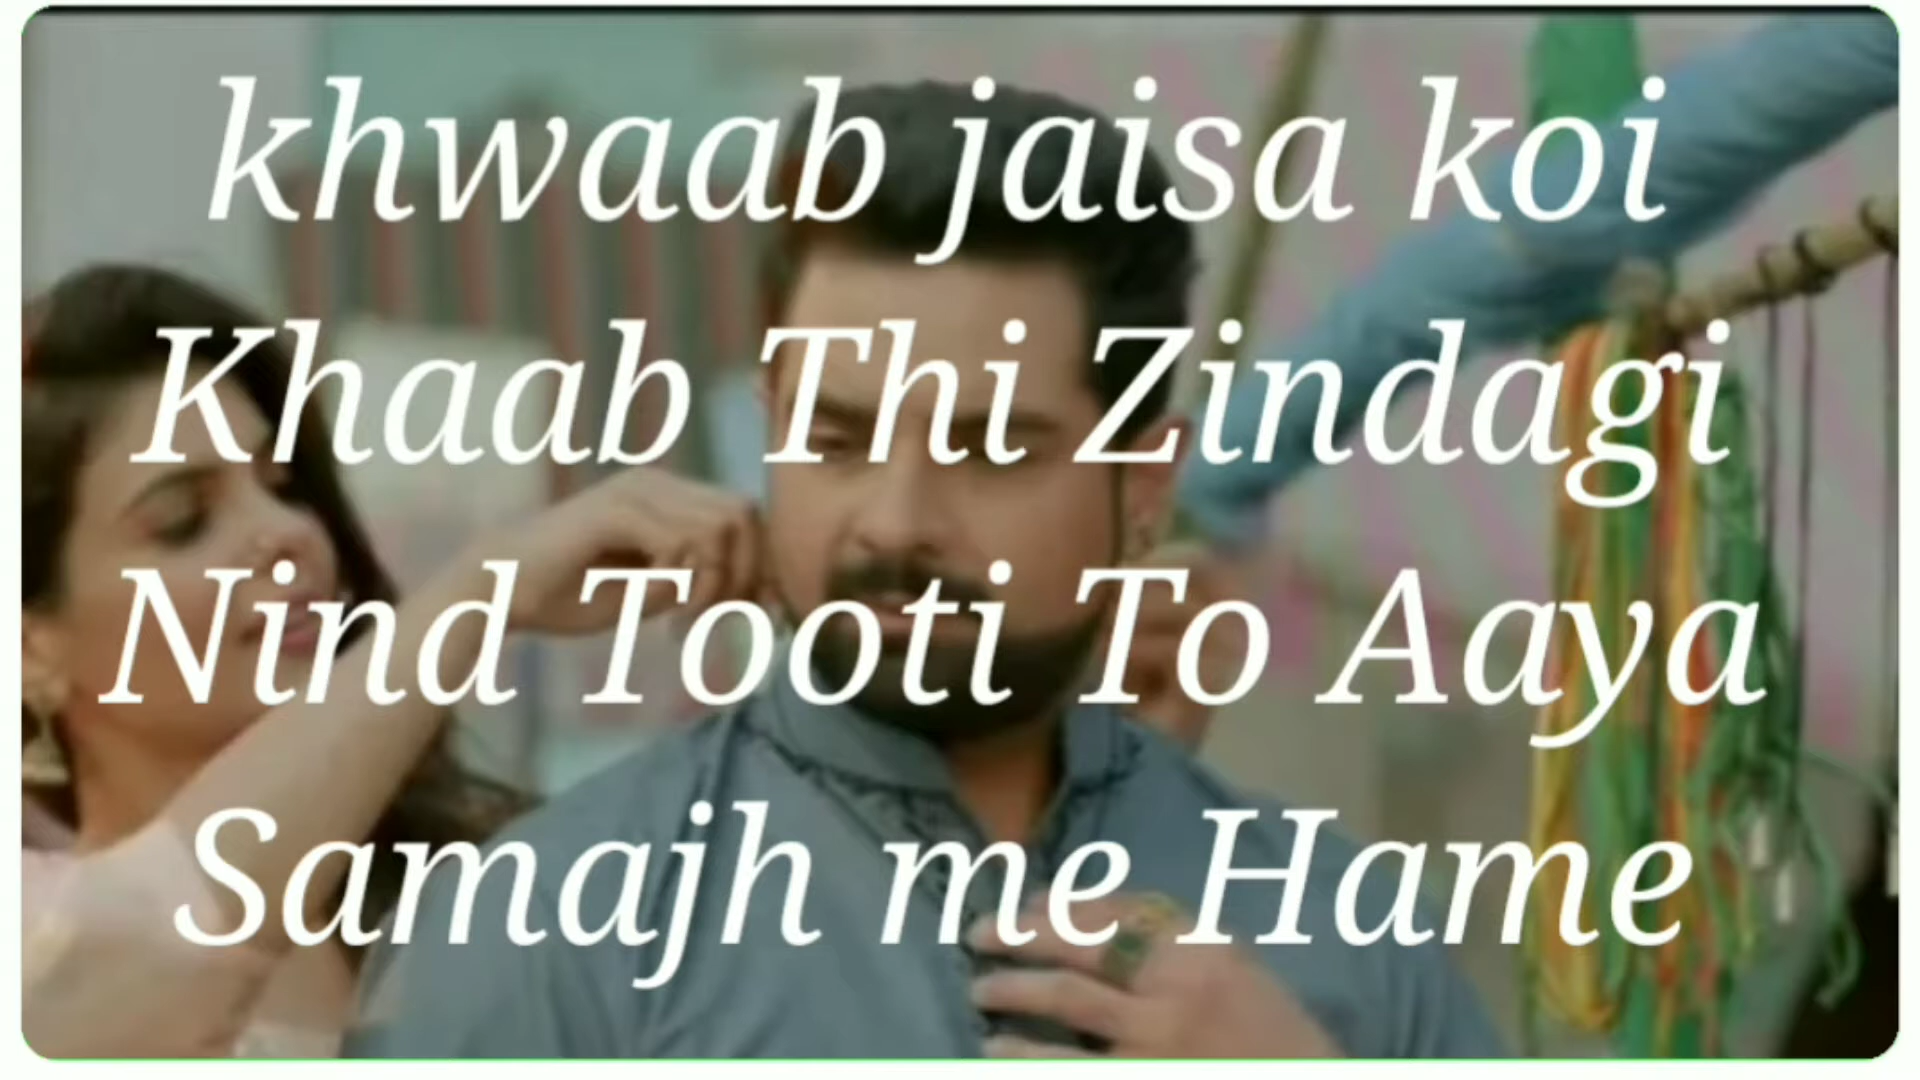 khwaab jaisa koi
Khaab Thi Zindagi
Nind Tooti To Aaya
Samajh me Hame